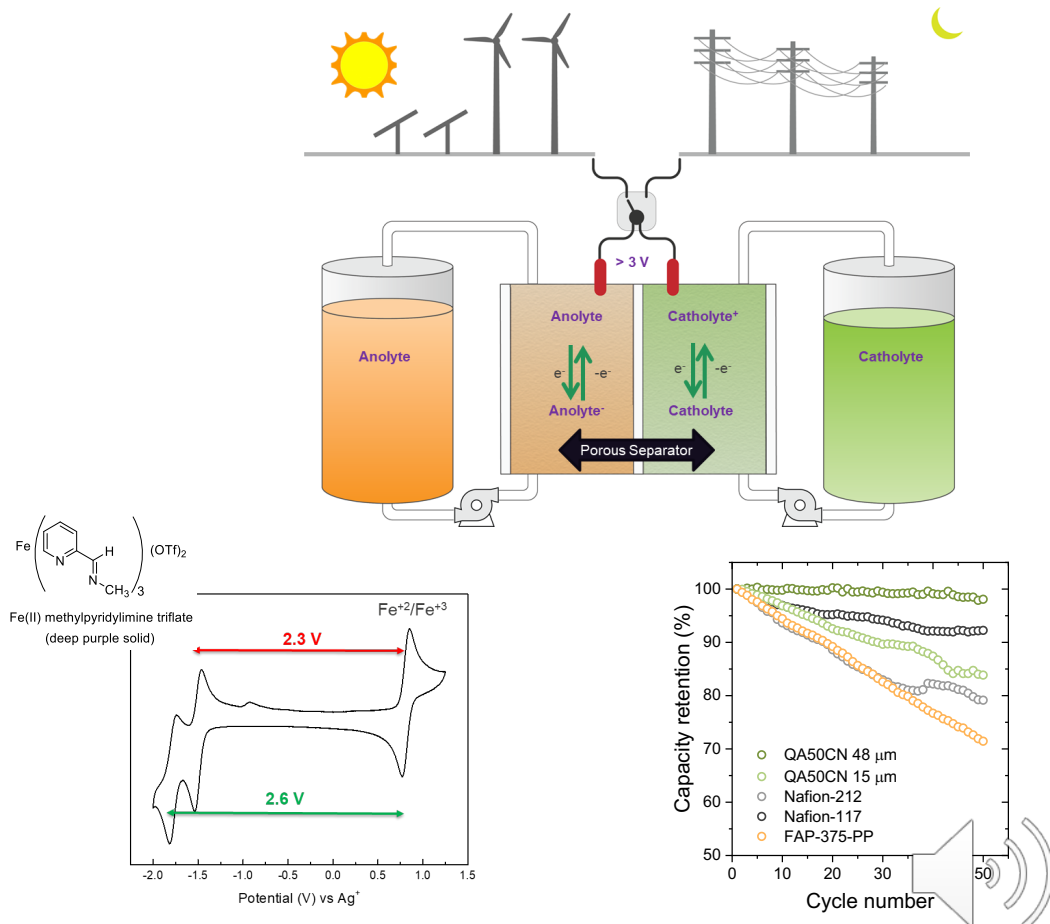 > 3 V
Anolyte
Catholyte⁺
Anolyte
Catholyte
e⁻
-e⁻
e⁻
-e⁻
Anolyte⁻
Catholyte
Porous Separator
Fe
N
H
N
CH₃
3
(OTf)₂
Fe(II) methylpyridylimine triflate
(deep purple solid)
Fe⁺²/Fe⁺³
2.3 V
2.6 V
-2.0
-1.5
-1.0
-0.5
0.0
0.5
1.0
1.5
Potential (V) vs Ag⁺
Capacity retention (%)
100
90
80
70
60
50
QA50CN 48 μm
QA50CN 15 μm
Nafion-212
Nafion-117
FAP-375-PP
0
10
20
30
40
50
Cycle number